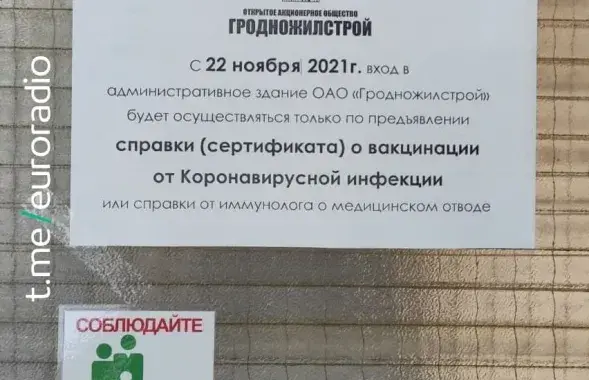 ОТКРЫТОЕ АКЦИОНЕРНОЕ ОБЩЕСТВО
ГРОДНОЖИЛСТРОЙ
С 22 ноября 2021г. вход в
административное здание ОАО «Гродножилстрой»
будет осуществляться только по предъявлении
справки (сертификата) о вакцинации
от Коронавирусной инфекции
или справки от иммунолога о медицинском отводе
t.me/euroradio
СОБЛЮДАЙТЕ